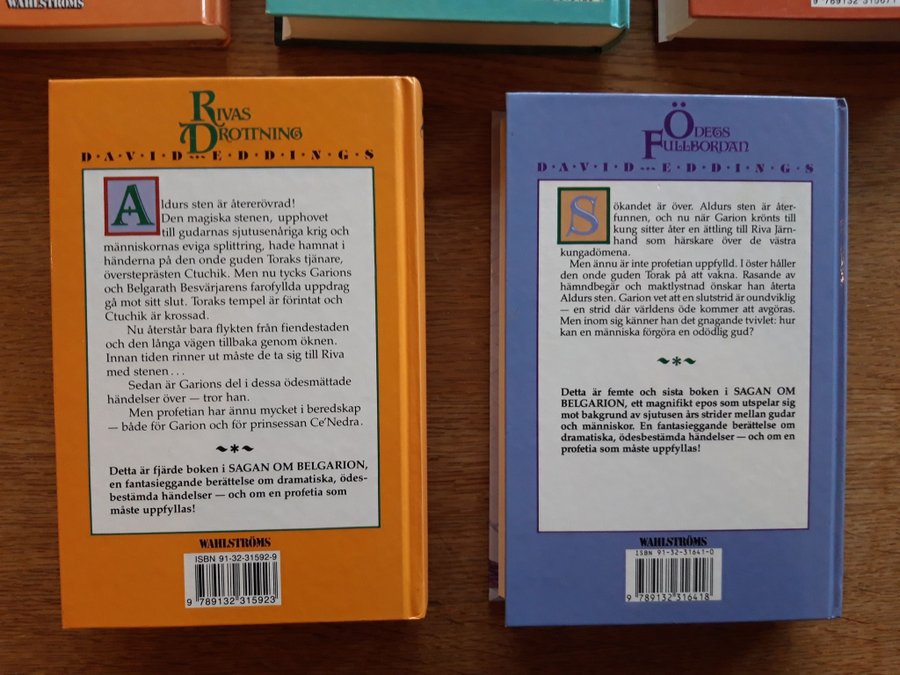 WAHLSTRÖMS
RIVAS
DROTTNING
DAVID EDDINGS
Aldurs sten är återerövrad!
Den magiska stenen, upphovet
till gudarnas sjutusenåriga krig och
människornas eviga splittring, hade hamnat i
händerna på den onde guden Toraks tjänare,
översteprästen Ctuchik. Men nu tycks Garions
och Belgarath Besvärjarens farofyllda uppdrag
gå mot sitt slut. Toraks tempel är förintat och
Ctuchik är krossad.
Nu återstår bara flykten från fiendestaden
och den långa vägen tillbaka genom öknen.
Innan tiden rinner ut måste de ta sig till Riva
med stenen . . .
Sedan är Garions del i dessa ödesmättade
händelser över — tror han.
Men profetian har ännu mycket i beredskap
— både för Garion och för prinsessan Ce'Nedra.
Detta är fjärde boken i SAGAN OM BELGARION,
en fantasieggande berättelse om dramatiska, ödes-
bestämda händelser — och om en profetia som
måste uppfyllas!
WAHLSTRÖMS
ISBN 91-32-31592-9
9 789132 315923
ÖDETS
FULLBORDAN
DAVID EDDINGS
Sökandet är över. Aldurs sten är åter-
funnen, och nu när Garion krönts till
kung sitter åter en ättling till Riva Järn-
hand som härskare över de västra
kungadömena.
Men ännu är inte profetian uppfylld. I öster håller
den onde guden Torak på att vakna. Rasande av
hämndbegär och maktlystnad önskar han återta
Aldurs sten. Garion vet att en slutstrid är oundviklig
— en strid där världens öde kommer att avgöras.
Men inom sig känner han det gnagande tvivlet: hur
kan en människa förgöra en odödlig gud?
Detta är femte och sista boken i SAGAN OM
BELGARION, ett magnifikt epos som utspelar sig
mot bakgrund av sjutusen års strider mellan gudar
och människor. En fantasieggande berättelse om
dramatiska, ödesbestämda händelser — och om en
profetia som måste uppfyllas!
WAHLSTRÖMS
ISBN 91-32-31641-0
9 789132 316418